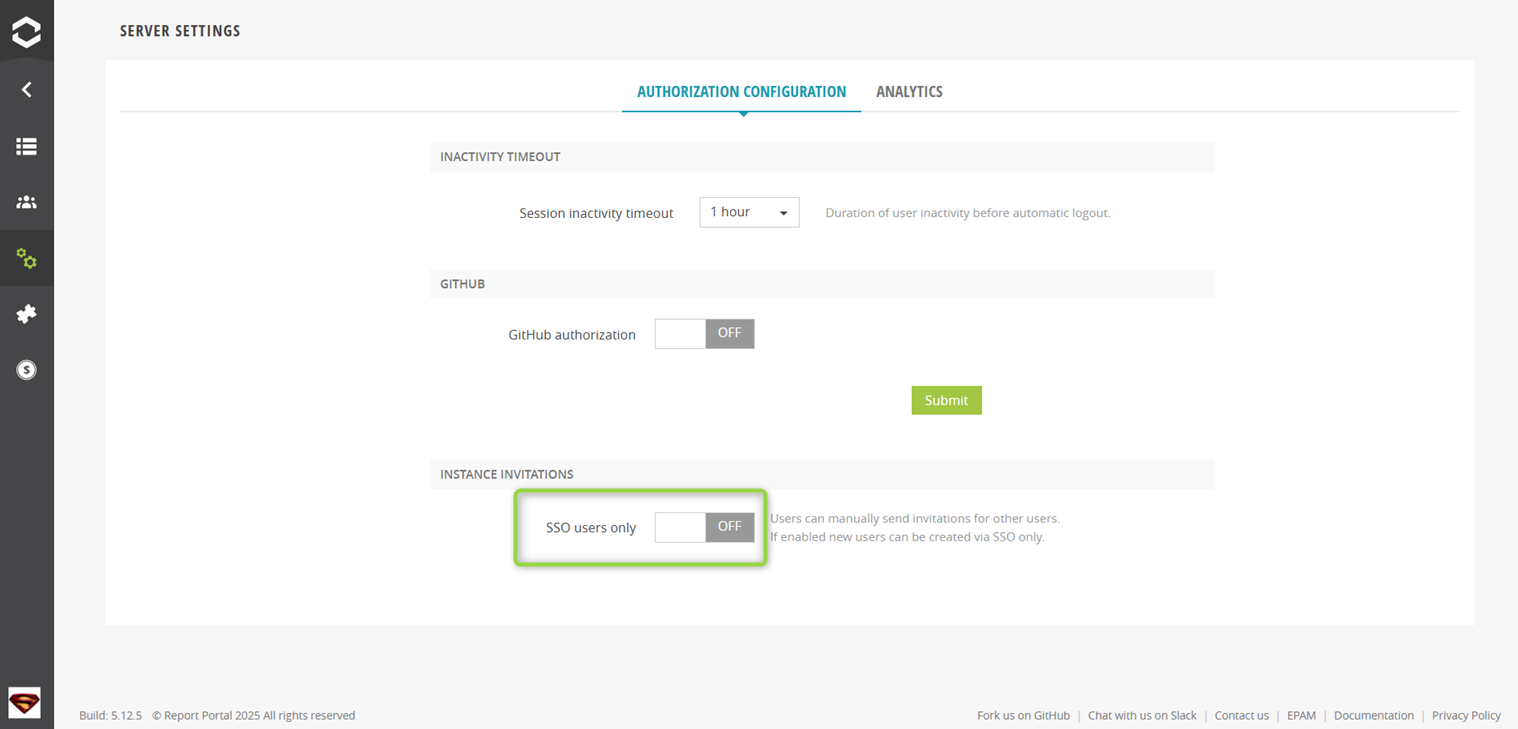 SERVER SETTINGS
AUTHORIZATION CONFIGURATION
ANALYTICS
INACTIVITY TIMEOUT
Session inactivity timeout
1 hour
Duration of user inactivity before automatic logout.
GITHUB
GitHub authorization
OFF
Submit
INSTANCE INVITATIONS
SSO users only
OFF
Users can manually send invitations for other users.
If enabled new users can be created via SSO only.
Build: 5.12.5 © Report Portal 2025 All rights reserved
Fork us on GitHub | Chat with us on Slack | Contact us | EPAM | Documentation | Privacy Policy